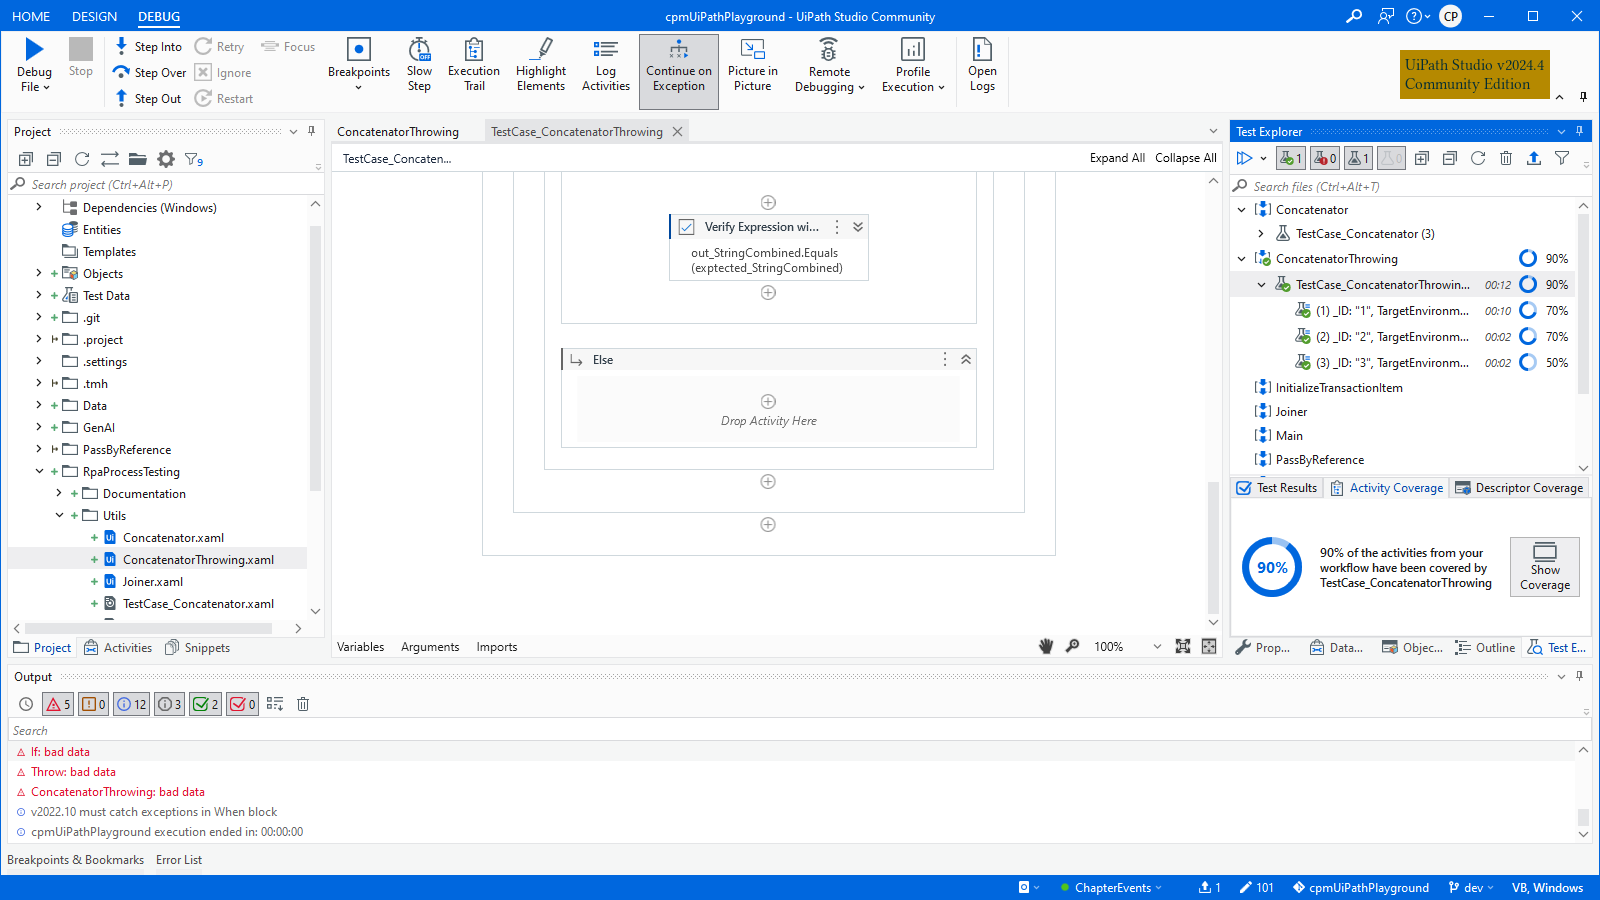 HOME DESIGN DEBUG
cpmUiPathPlayground - UiPath Studio Community
CP
Debug File
Stop
Step Into
Step Over
Step Out
Retry
Ignore
Restart
Focus
Breakpoints
Slow Step
Execution Trail
Highlight Elements
Log Activities
Continue on Exception
Picture in Picture
Remote Debugging
Profile Execution
Open Logs
UiPath Studio v2024.4
Community Edition
Project
9
Search project (Ctrl+Alt+P)
Dependencies (Windows)
Entities
Templates
Objects
Test Data
.git
.project
.settings
.tmh
Data
GenAI
PassByReference
RpaProcessTesting
Documentation
Utils
Concatenator.xaml
ConcatenatorThrowing.xaml
Joiner.xaml
TestCase_Concatenator.xaml
Project Activities Snippets
ConcatenatorThrowing TestCase_ConcatenatorThrowing
TestCase_Concaten...
Expand All Collapse All
Verify Expression wi...
out_StringCombined.Equals
(exptected_StringCombined)
Else
Drop Activity Here
Variables Arguments Imports
100%
Test Explorer
1 0 1 0
Search files (Ctrl+Alt+T)
Concatenator
TestCase_Concatenator (3)
ConcatenatorThrowing 90%
TestCase_ConcatenatorThrowin... 00:12 90%
(1) _ID: "1", TargetEnvironm... 00:10 70%
(2) _ID: "2", TargetEnvironm... 00:02 70%
(3) _ID: "3", TargetEnvironm... 00:02 50%
InitializeTransactionItem
Joiner
Main
PassByReference
Test Results Activity Coverage Descriptor Coverage
90%
90% of the activities from your
workflow have been covered by
TestCase_ConcatenatorThrowing
Show
Coverage
Prop... Data... Objec... Outline Test E...
Output
5 0 12 3 2 0
Search
If: bad data
Throw: bad data
ConcatenatorThrowing: bad data
v2022.10 must catch exceptions in When block
cpmUiPathPlayground execution ended in: 00:00:00
Breakpoints & Bookmarks Error List
ChapterEvents 1 101 cpmUiPathPlayground dev VB, Windows